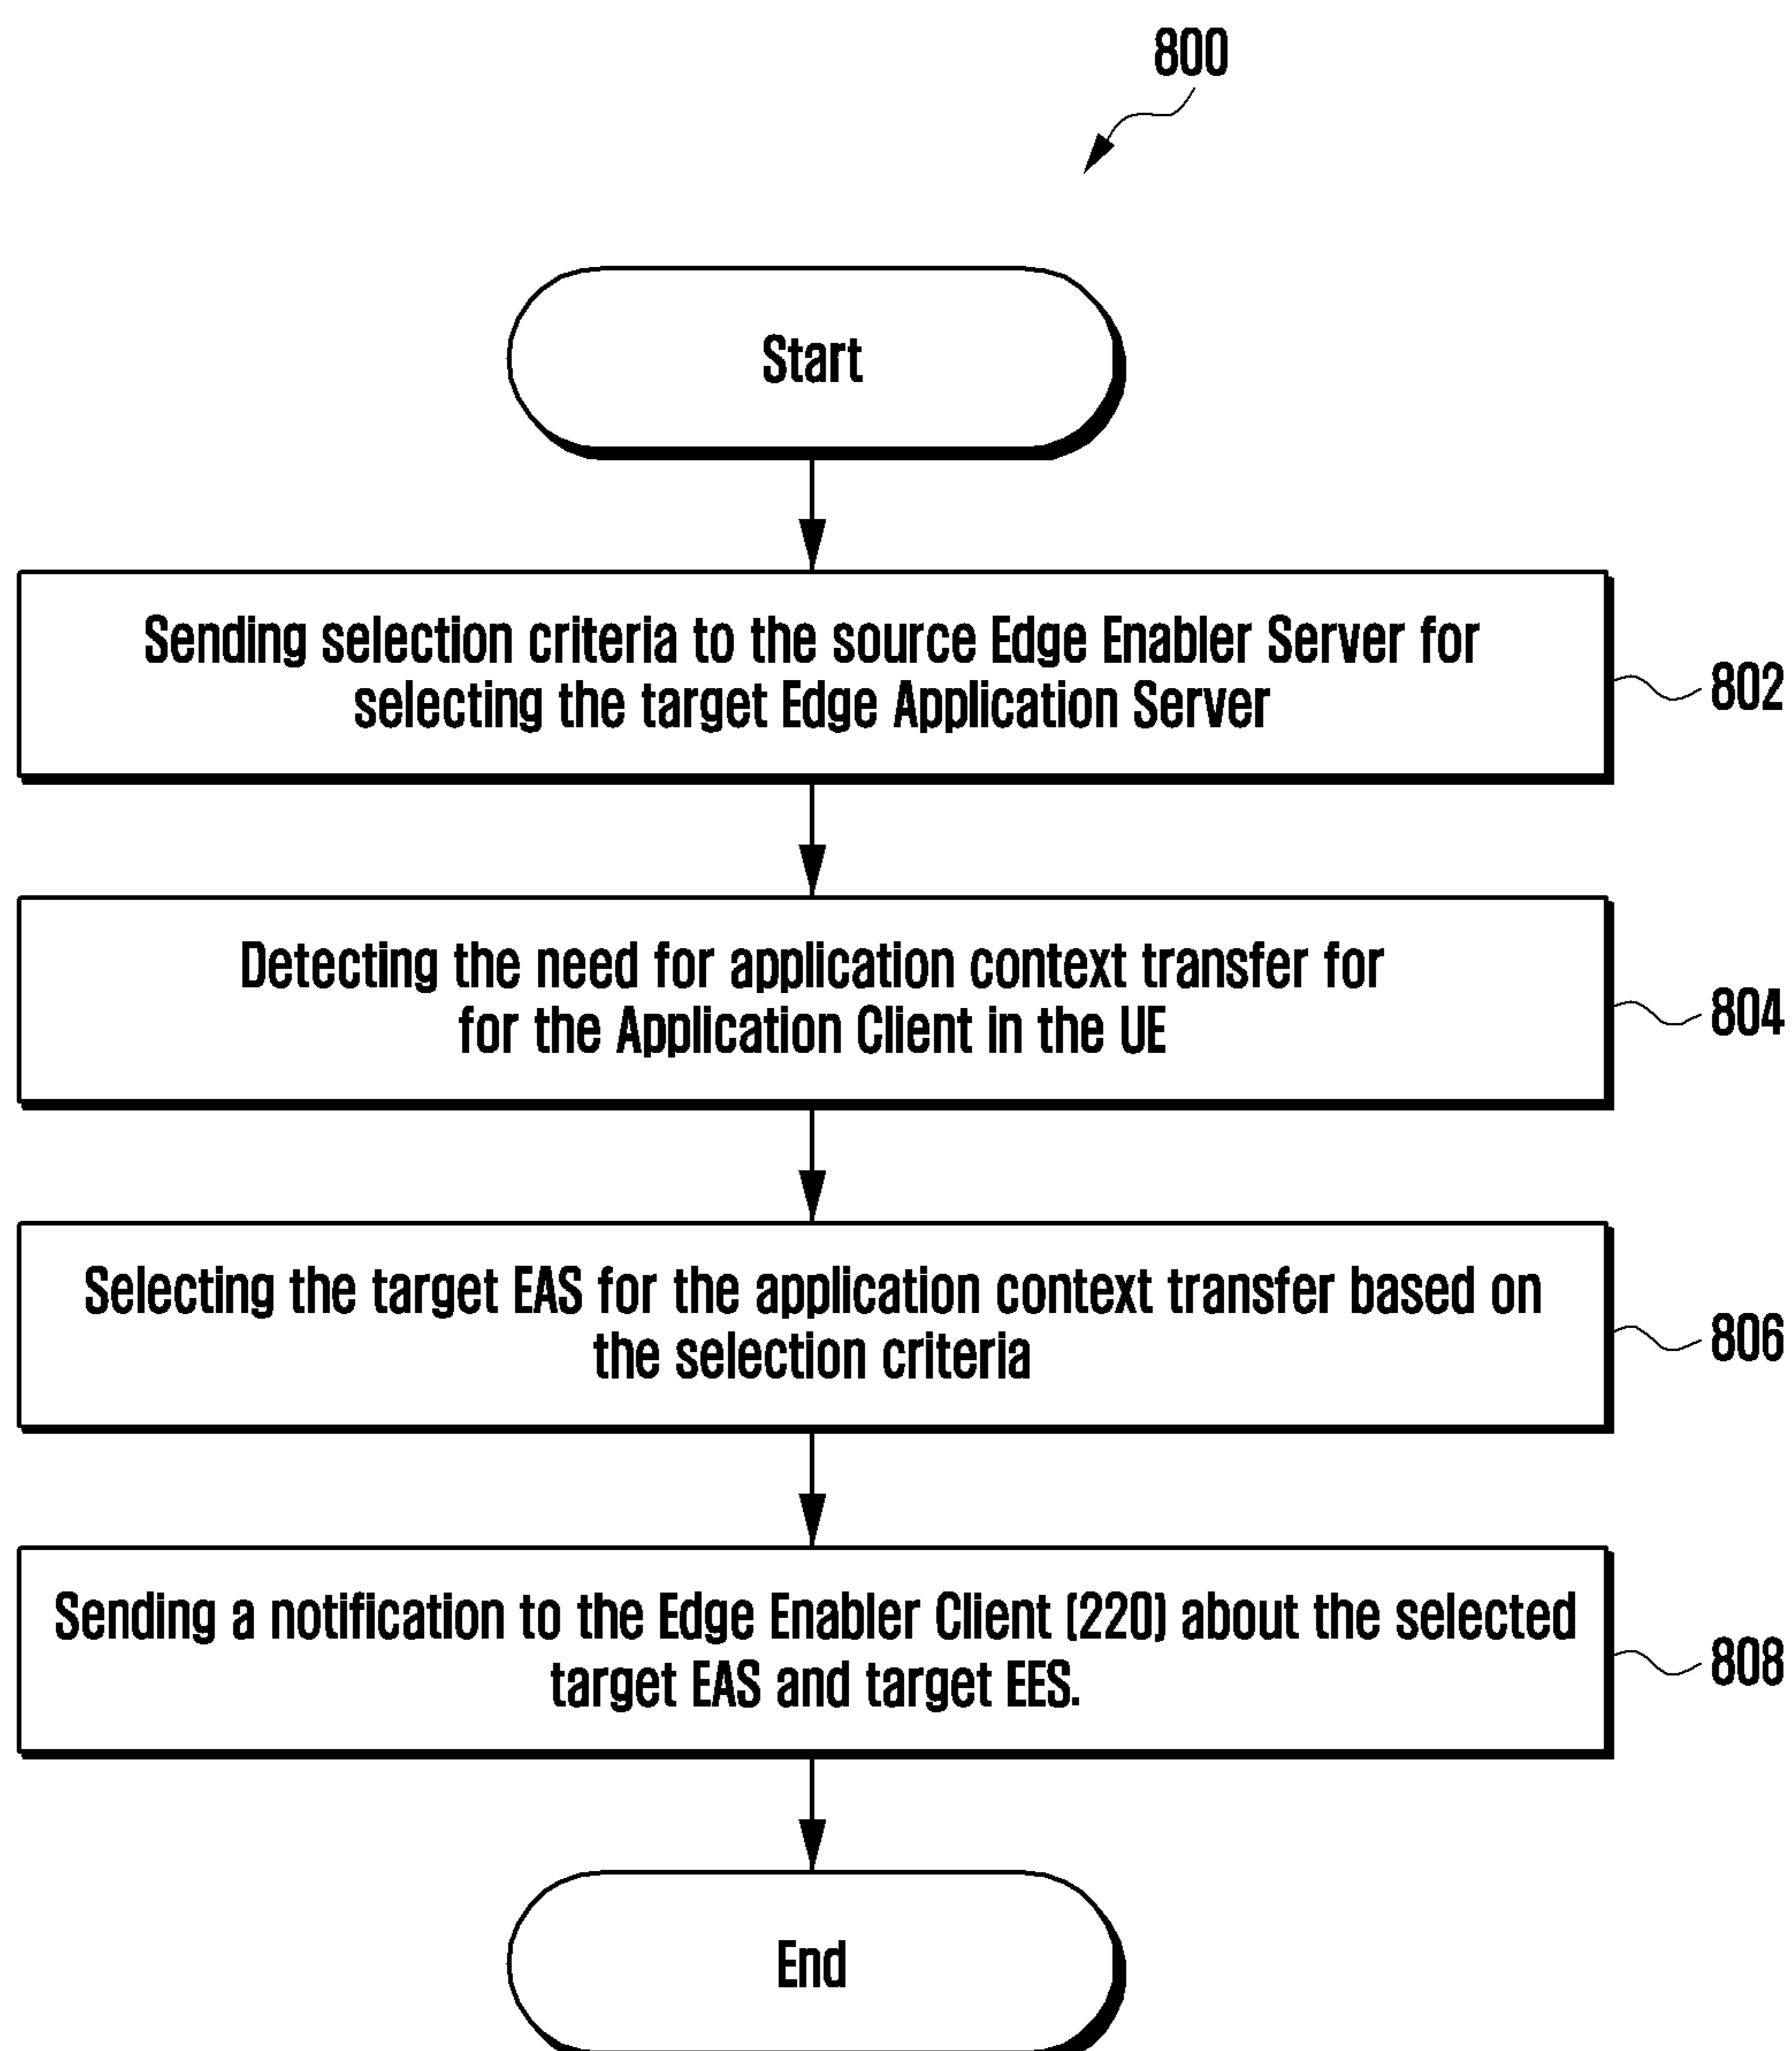 800
Start
Sending selection criteria to the source Edge Enabler Server for
selecting the target Edge Application Server
802
Detecting the need for application context transfer for
for the Application Client in the UE
804
Selecting the target EAS for the application context transfer based on
the selection criteria
806
Sending a notification to the Edge Enabler Client (220) about the selected
target EAS and target EES.
808
End